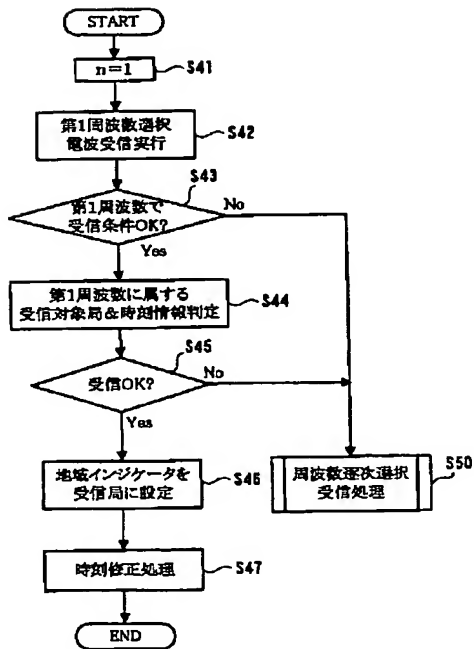 START
n=1
S41
第1周波数選択
電波受信実行
S42
第1周波数で
受信条件OK?
S43
No
Yes
第1周波数に属する
受信対象局&時刻情報判定
S44
受信OK?
S45
No
Yes
地域インジケータを
受信局に設定
S46
周波数逐次選択
受信処理
S50
時刻修正処理
S47
END